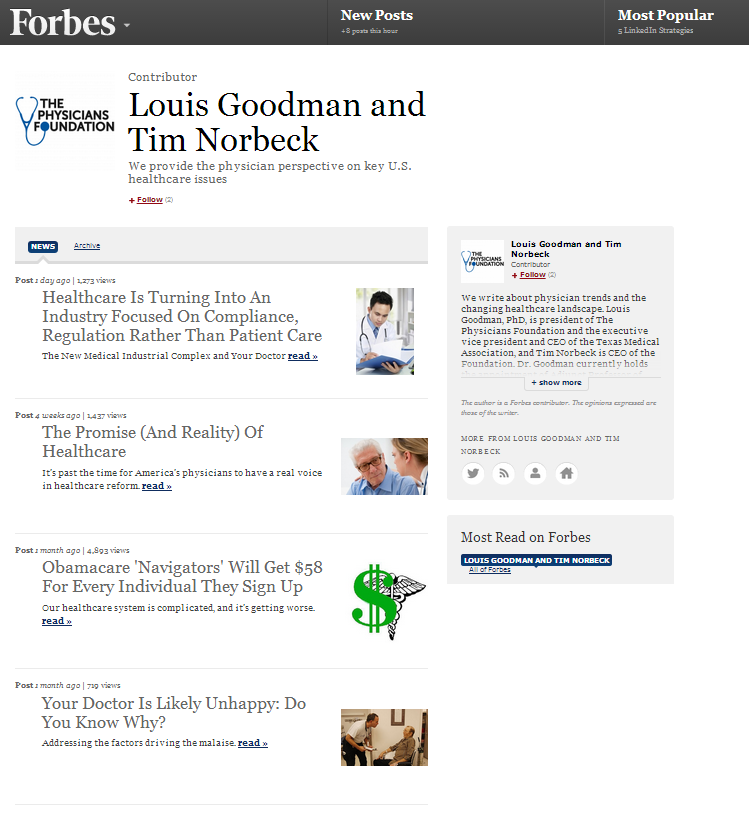 Forbes
New Posts
+8 posts this hour
Most Popular
5 LinkedIn Strategies
THE
PHYSICIANS
FOUNDATION
Contributor
Louis Goodman and
Tim Norbeck
We provide the physician perspective on key U.S.
healthcare issues
+ Follow (2)
NEWS
Archive
Post 1 day ago | 1,273 views
Healthcare Is Turning Into An
Industry Focused On Compliance,
Regulation Rather Than Patient Care
The New Medical Industrial Complex and Your Doctor read »
Post 4 weeks ago | 1,437 views
The Promise (And Reality) Of
Healthcare
It's past the time for America's physicians to have a real voice
in healthcare reform. read »
Post 1 month ago | 4,893 views
Obamacare 'Navigators' Will Get $58
For Every Individual They Sign Up
Our healthcare system is complicated, and it's getting worse.
read »
Post 1 month ago | 719 views
Your Doctor Is Likely Unhappy: Do
You Know Why?
Addressing the factors driving the malaise. read »
THE
PHYSICIANS
FOUNDATION
Louis Goodman and Tim
Norbeck
Contributor
+ Follow (2)
We write about physician trends and the
changing healthcare landscape. Louis
Goodman, PhD, is president of The
Physicians Foundation and the executive
vice president and CEO of the Texas Medical
Association, and Tim Norbeck is CEO of the
Foundation. Dr. Goodman currently holds
+ show more
The author is a Forbes contributor. The opinions expressed are
those of the writer.
MORE FROM LOUIS GOODMAN AND TIM
NORBECK
Most Read on Forbes
LOUIS GOODMAN AND TIM NORBECK
All of Forbes